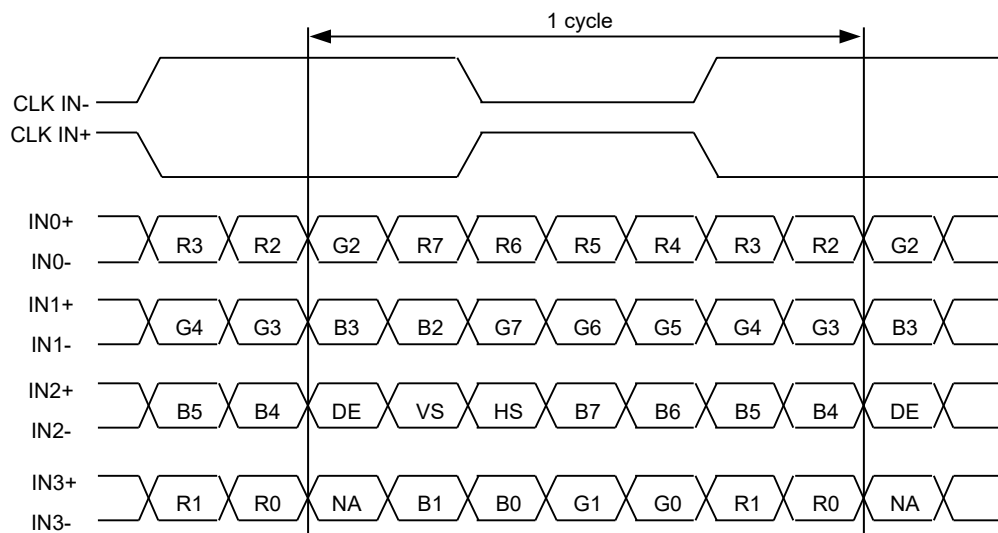 1 cycle
CLK IN-
CLK IN+
IN0+
R3 R2 G2 R7 R6 R5 R4 R3 R2 G2
IN0-
IN1+
G4 G3 B3 B2 G7 G6 G5 G4 G3 B3
IN1-
IN2+
B5 B4 DE VS HS B7 B6 B5 B4 DE
IN2-
IN3+
R1 R0 NA B1 B0 G1 G0 R1 R0 NA
IN3-